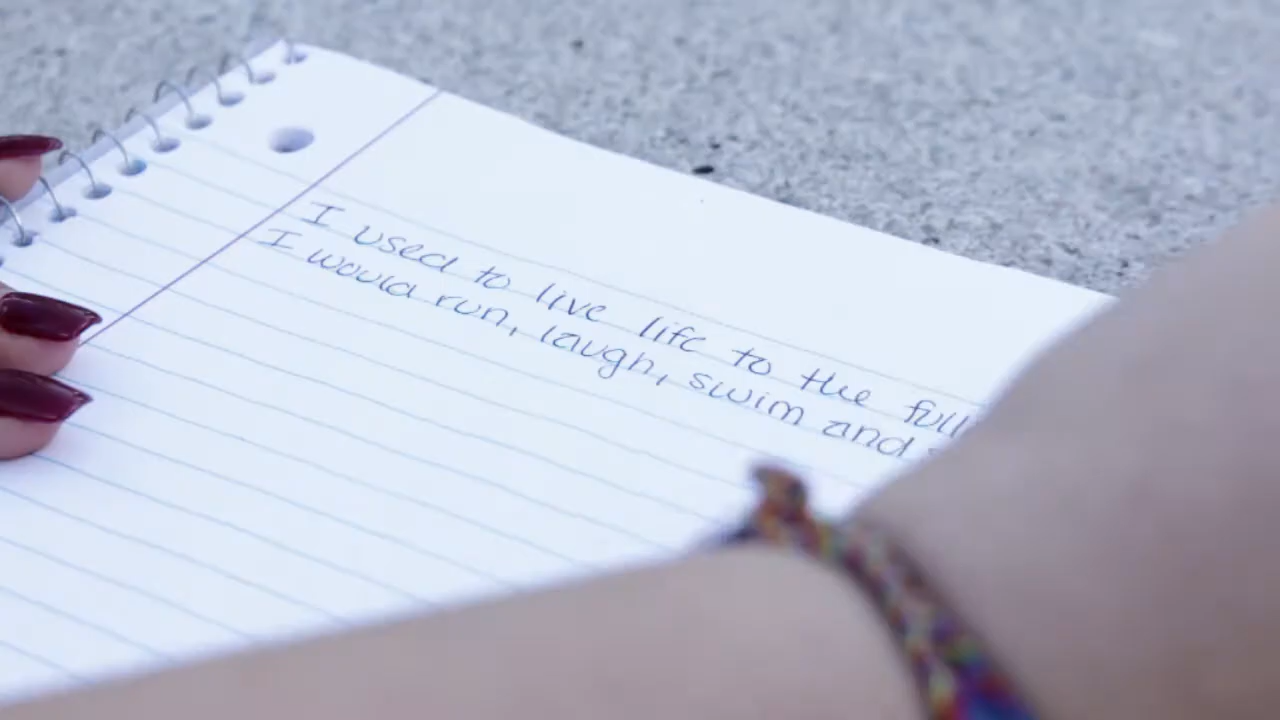 I used to live life to the full
I would run, laugh, swim and